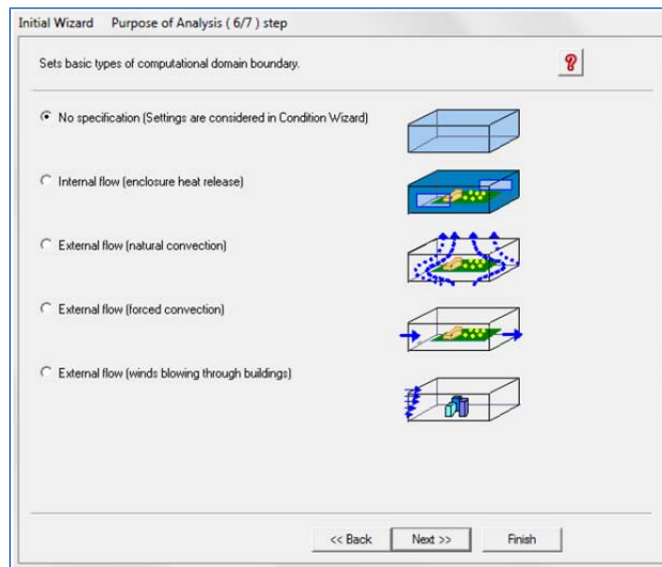 Initial Wizard Purpose of Analysis ( 6/7 ) step
Sets basic types of computational domain boundary.
?
No specification (Settings are considered in Condition Wizard)
Internal flow (enclosure heat release)
External flow (natural convection)
External flow (forced convection)
External flow (winds blowing through buildings)
<< Back Next >> Finish